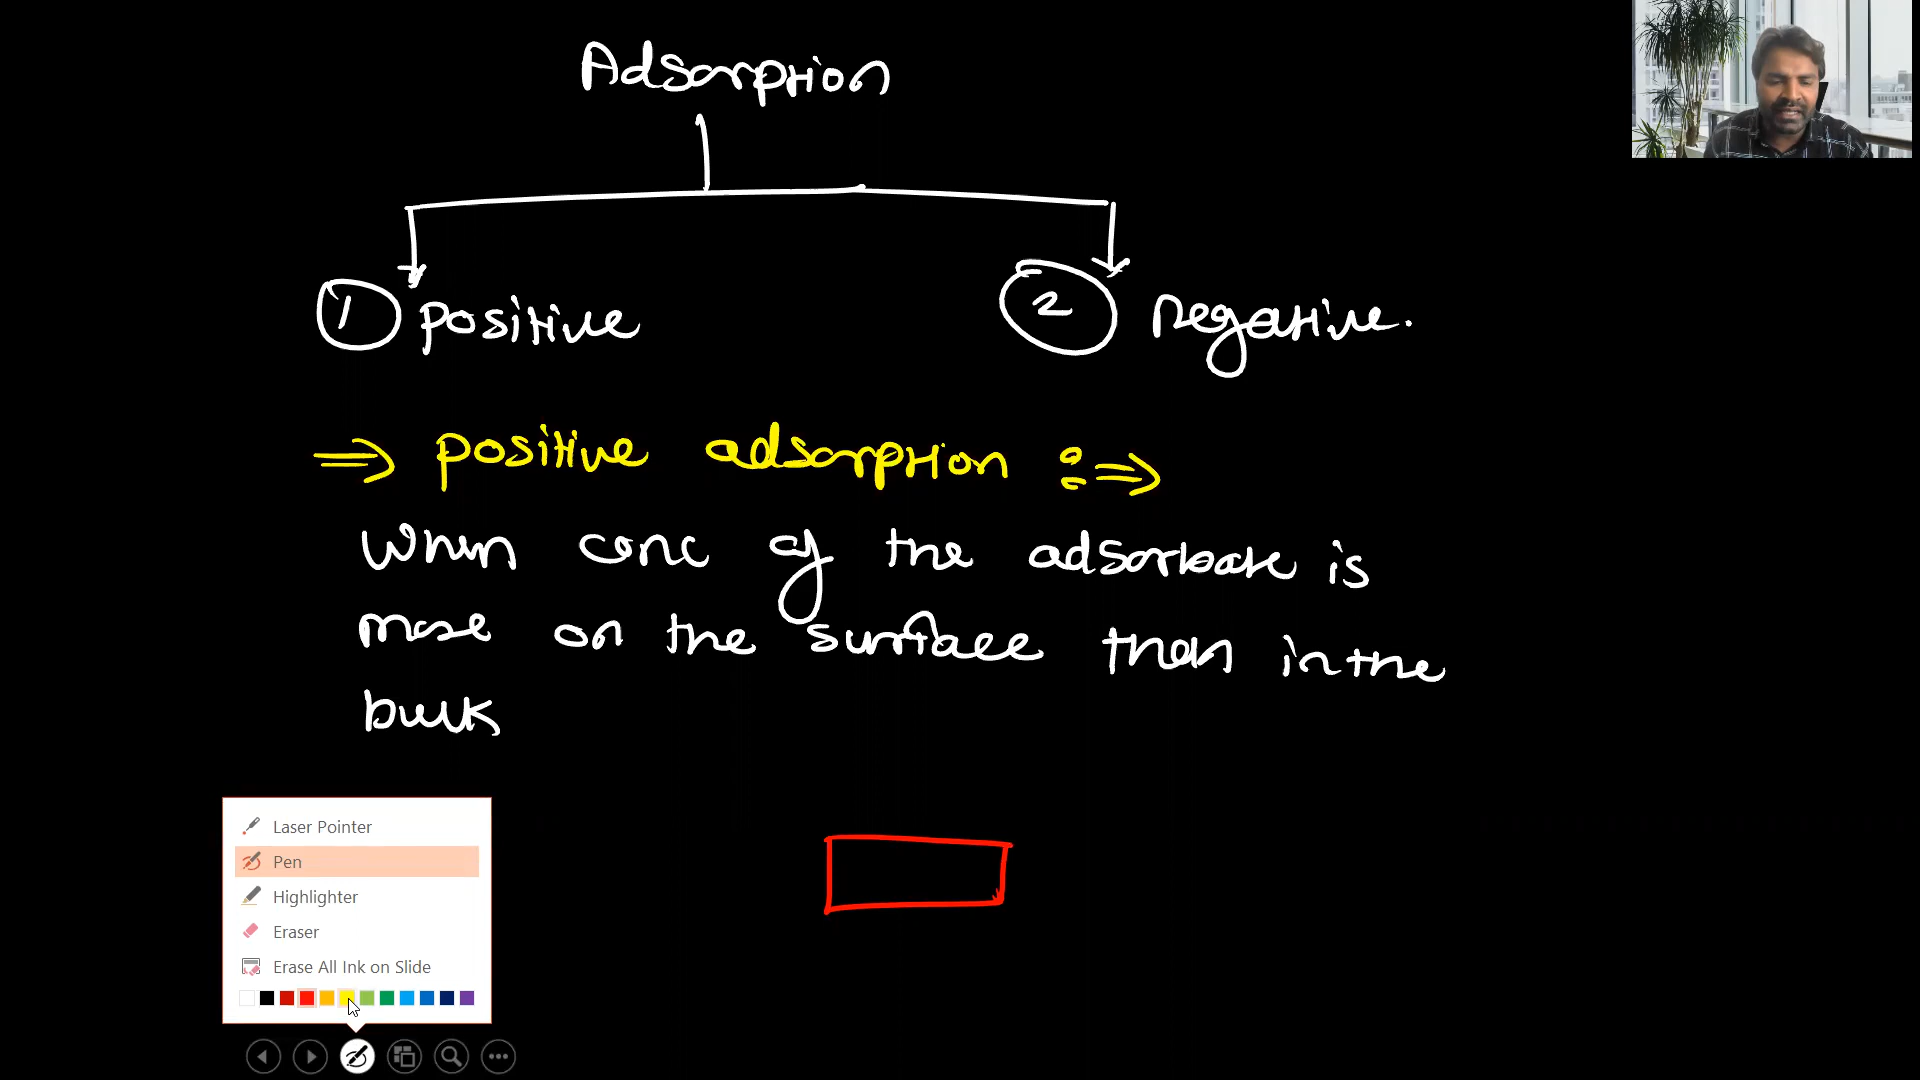 Adsorption
1 positive
2 negative.
⇒ positive adsorption :⇒
When conc of the adsorbate is
more on the surface than in the
bulk
Laser Pointer
Pen
Highlighter
Eraser
Erase All Ink on Slide